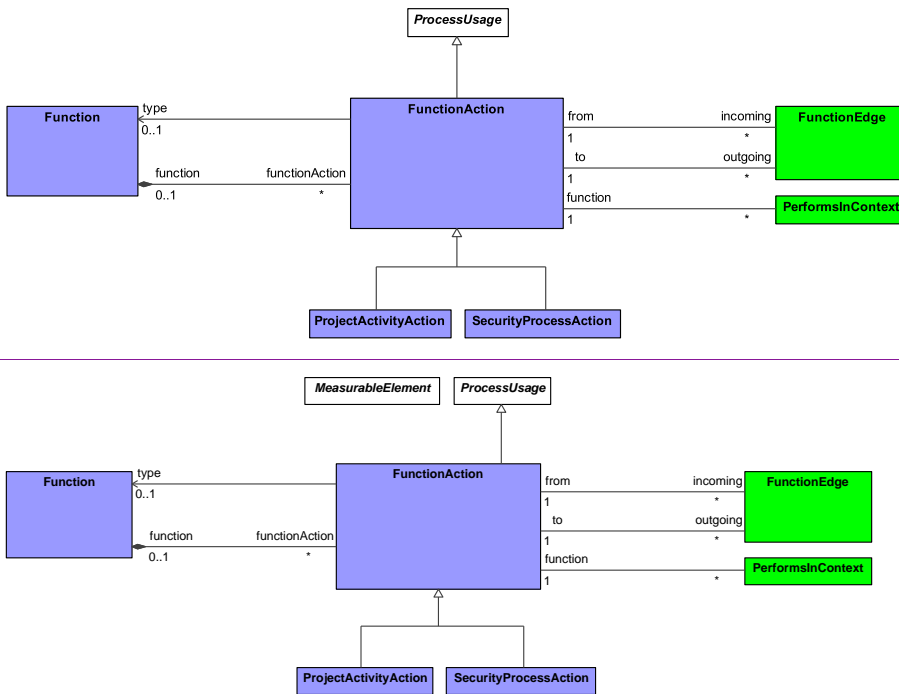 ProcessUsage
Function
type
0..1
function
0..1
functionAction
*
FunctionAction
from
1
incoming
*
to
1
outgoing
*
function
1
*
FunctionEdge
PerformsInContext
ProjectActivityAction
SecurityProcessAction
MeasurableElement
ProcessUsage
Function
type
0..1
function
0..1
functionAction
*
FunctionAction
from
1
incoming
*
to
1
outgoing
*
function
1
*
FunctionEdge
PerformsInContext
ProjectActivityAction
SecurityProcessAction